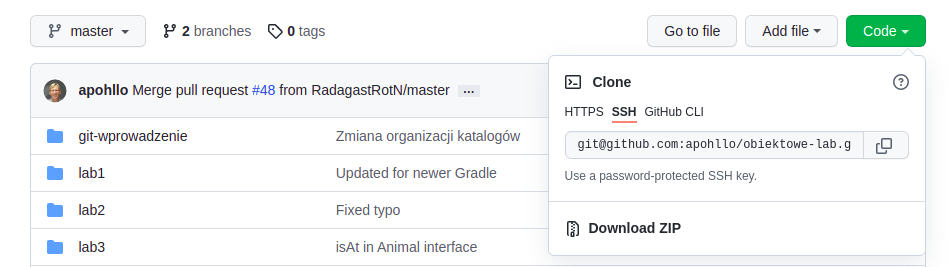 master 2 branches 0 tags Go to file Add file Code
apohllo Merge pull request #48 from RadagastRotN/master ...
Clone
HTTPS SSH GitHub CLI
git@github.com:apohllo/obiektowe-lab.g
Use a password-protected SSH key.
Download ZIP
git-wprowadzenie Zmiana organizacji katalogów
lab1 Updated for newer Gradle
lab2 Fixed typo
lab3 isAt in Animal interface